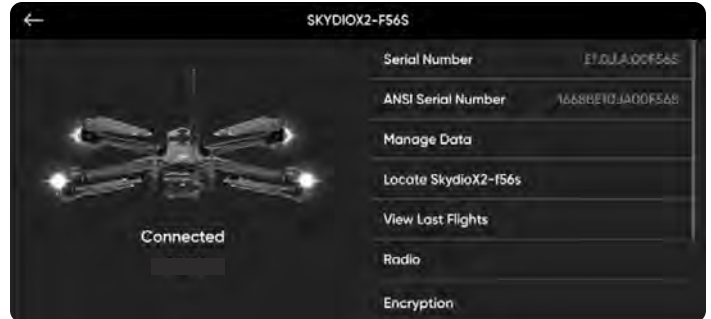 SKYDIOX2-F56S
Serial Number
ANSI Serial Number
Manage Data
Locate SkydioX2-f56s
View Last Flights
Connected
Radio
Encryption